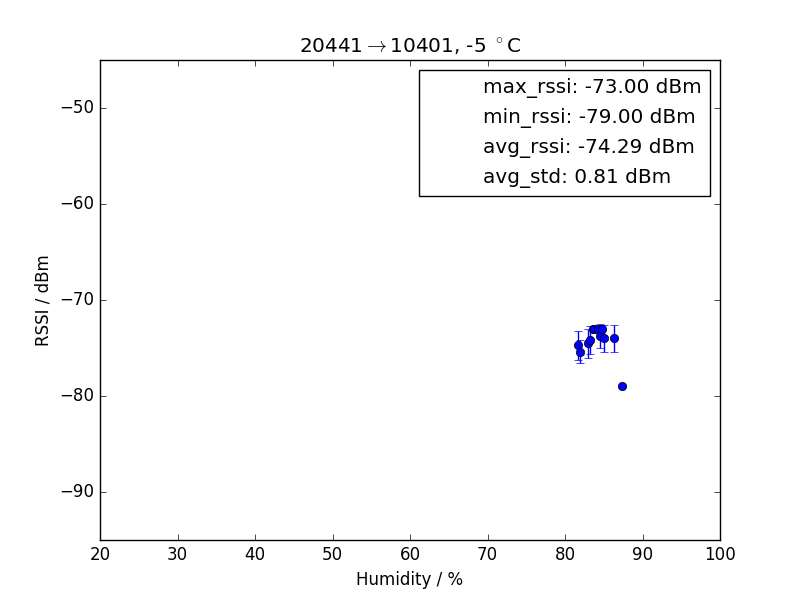 20441→10401, -5 °C
max_rssi: -73.00 dBm
min_rssi: -79.00 dBm
avg_rssi: -74.29 dBm
avg_std: 0.81 dBm
RSSI / dBm
−50
−60
−70
−80
−90
20 30 40 50 60 70 80 90 100
Humidity / %